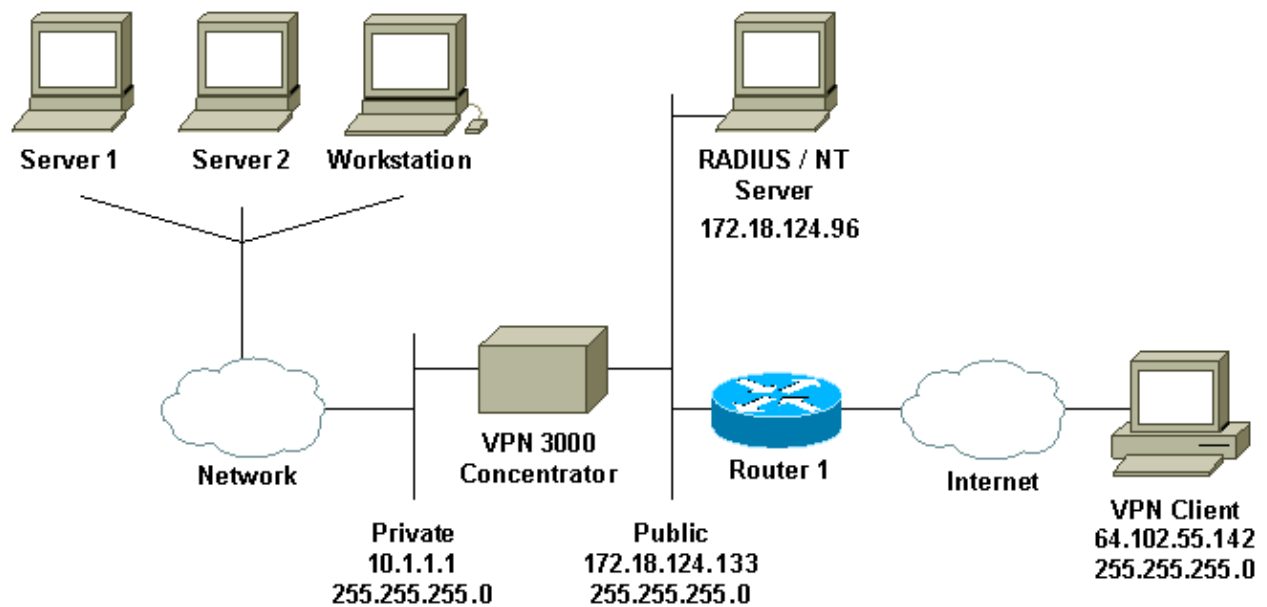 Server 1
Server 2
Workstation
RADIUS / NT
Server
172.18.124.96
Network
VPN 3000
Concentrator
Router 1
Internet
VPN Client
64.102.55.142
255.255.255.0
Private
10.1.1.1
255.255.255.0
Public
172.18.124.133
255.255.255.0